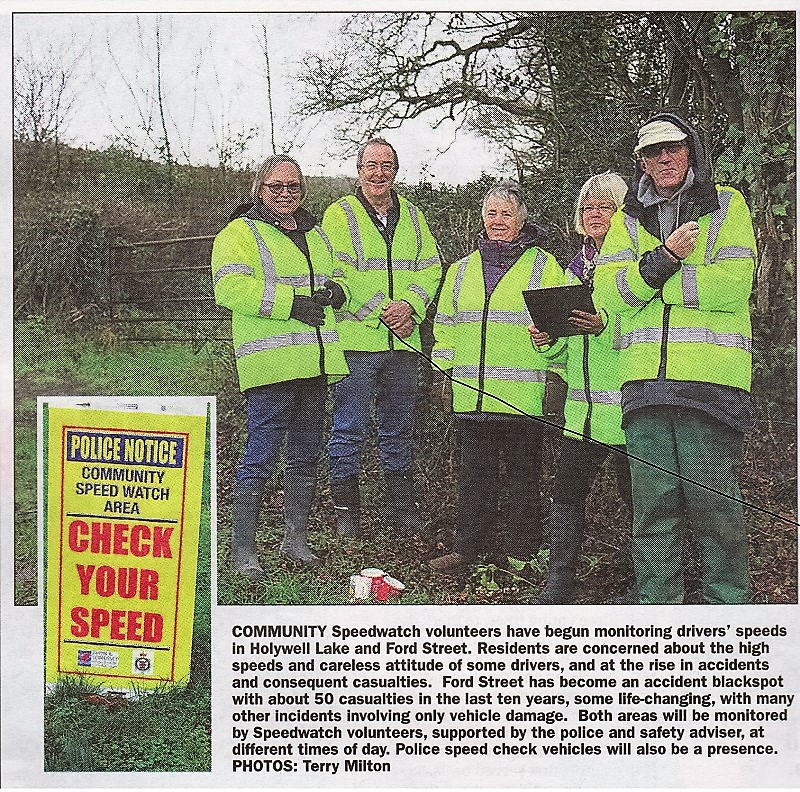 POLICE NOTICE
COMMUNITY
SPEED WATCH
AREA
CHECK
YOUR
SPEED
COMMUNITY Speedwatch volunteers have begun monitoring drivers' speeds
in Holywell Lake and Ford Street. Residents are concerned about the high
speeds and careless attitude of some drivers, and at the rise in accidents
and consequent casualties. Ford Street has become an accident blackspot
with about 50 casualties in the last ten years, some life-changing, with many
other incidents involving only vehicle damage. Both areas will be monitored
by Speedwatch volunteers, supported by the police and safety adviser, at
different times of day. Police speed check vehicles will also be a presence.
PHOTOS: Terry Milton